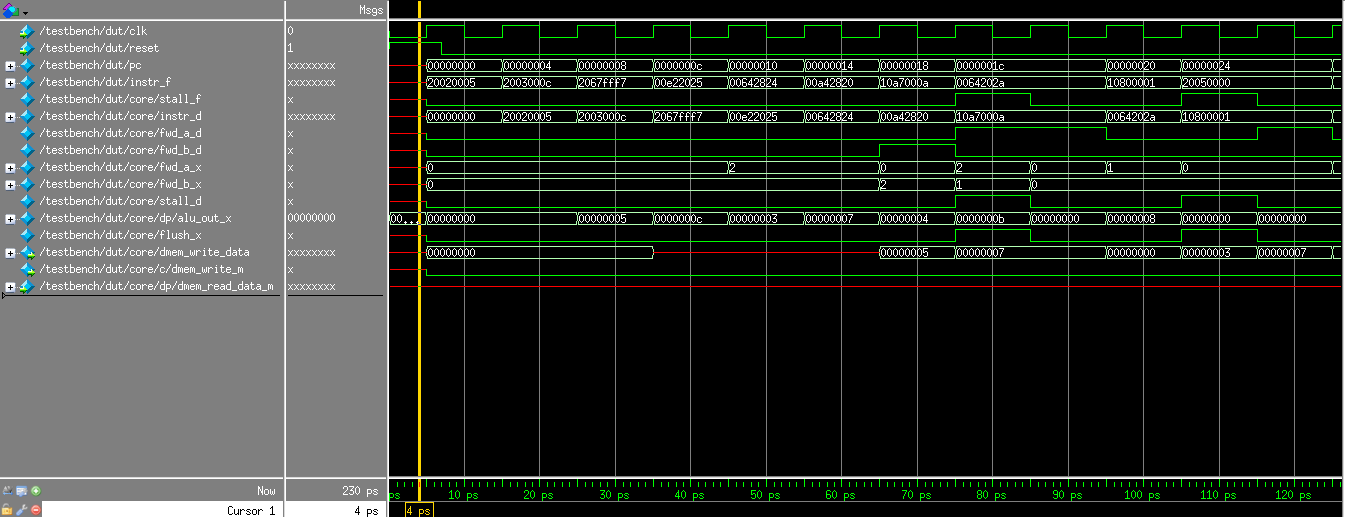 Msgs
/testbench/dut/clk 0
/testbench/dut/reset 1
/testbench/dut/pc xxxxxxxx 00000000 00000004 00000008 0000000c 00000010 00000014 00000018 0000001c 00000020 00000024
/testbench/dut/instr_f xxxxxxxx 20020005 2003000c 2067fff7 00e22025 00642824 00a42820 10a7000a 0064202a 10800001 20050000
/testbench/dut/core/stall_f x
/testbench/dut/core/instr_d xxxxxxxx 00000000 20020005 2003000c 2067fff7 00e22025 00642824 00a42820 10a7000a 0064202a 10800001
/testbench/dut/core/fwd_a_d x
/testbench/dut/core/fwd_b_d x
/testbench/dut/core/fwd_a_x x 0 2 0 2 0 1 0
/testbench/dut/core/fwd_b_x x 0 2 1 0
/testbench/dut/core/stall_d x
/testbench/dut/core/dp/alu_out_x 00000000 00... 00000000 00000005 0000000c 00000003 00000007 00000004 0000000b 00000000 00000008 00000000 00000000
/testbench/dut/core/flush_x x
/testbench/dut/core/dmem_write_data xxxxxxxx 00000000 00000005 00000007 00000000 00000003 00000007
/testbench/dut/core/c/dmem_write_m x
/testbench/dut/core/dp/dmem_read_data_m xxxxxxxx
Now 230 ps ps 10 ps 20 ps 30 ps 40 ps 50 ps 60 ps 70 ps 80 ps 90 ps 100 ps 110 ps 120 ps
Cursor 1 4 ps 4 ps